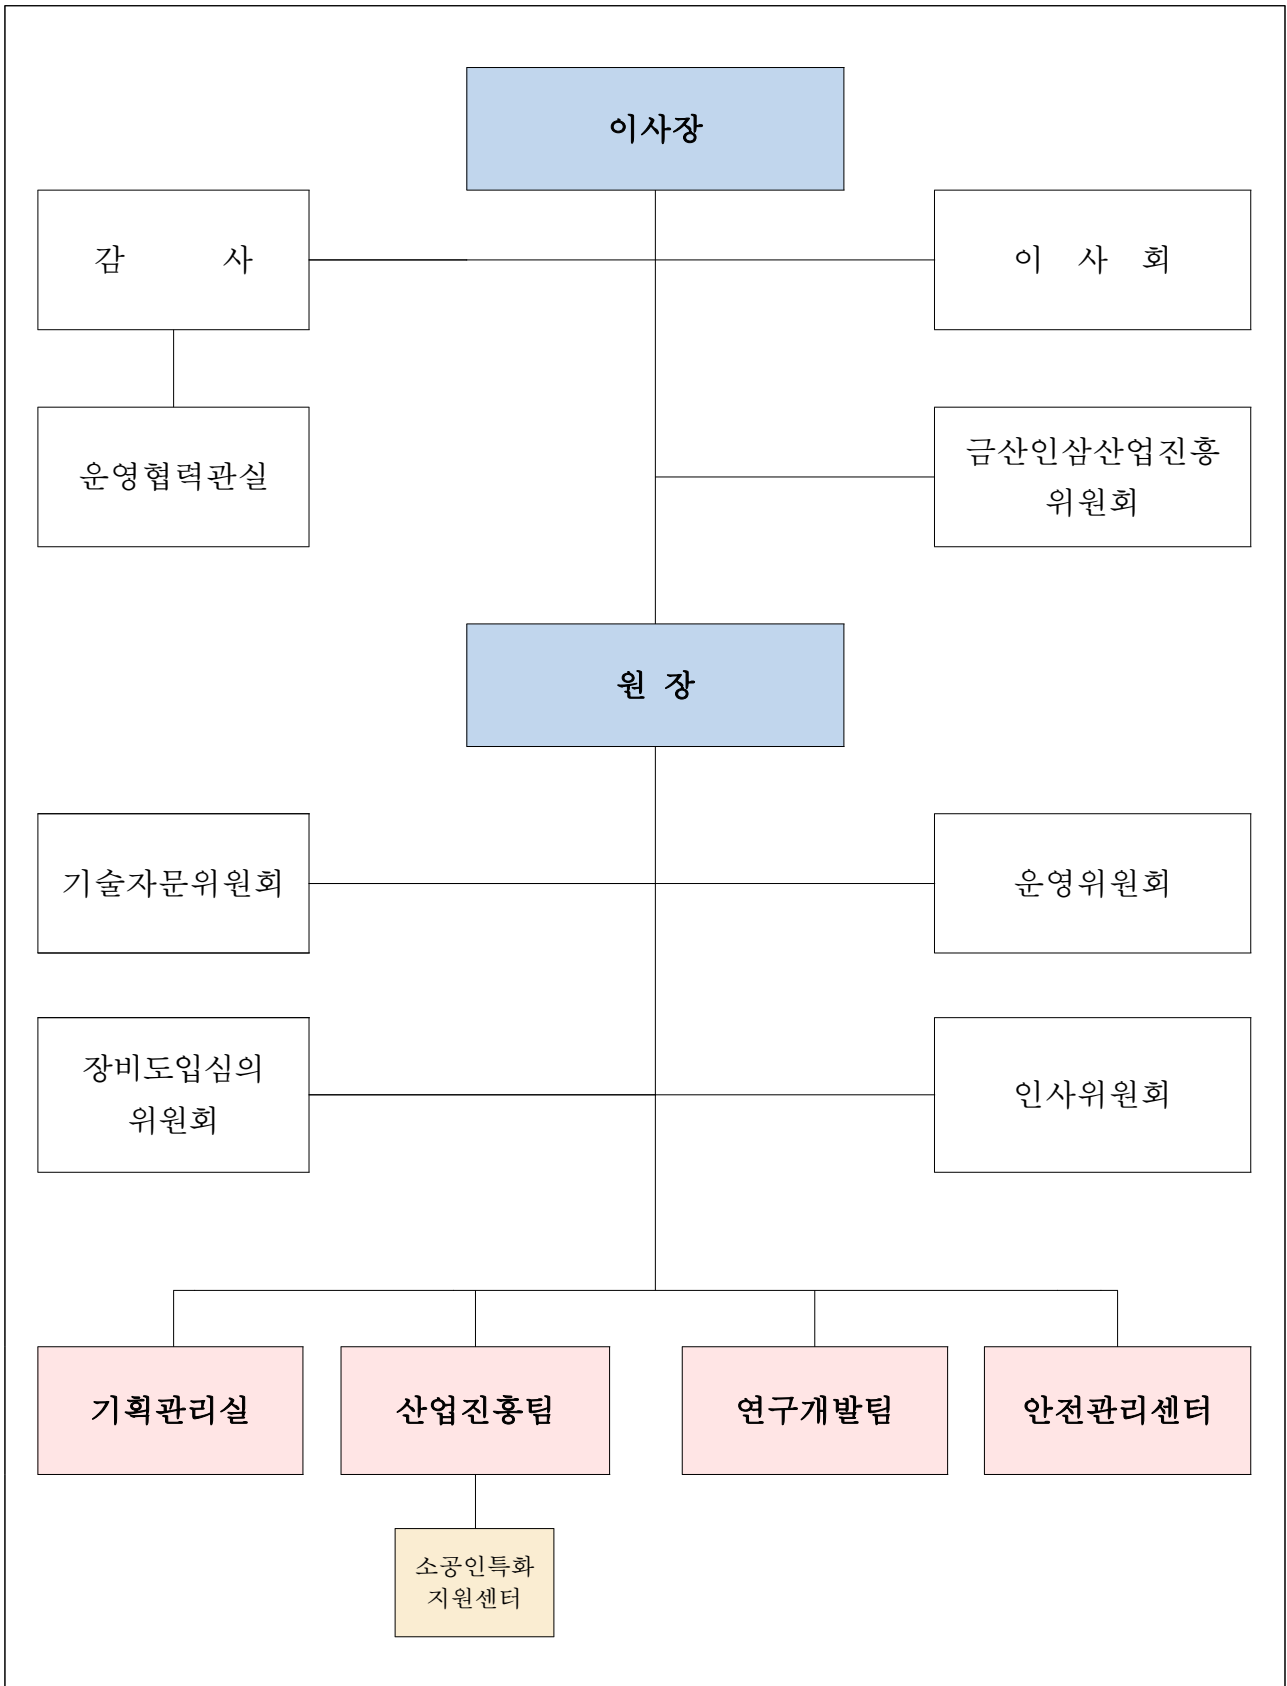 이사장
감 사
이 사 회
운영협력관실
금산인삼산업진흥
위원회
원 장
기술자문위원회
운영위원회
장비도입심의
위원회
인사위원회
기획관리실
산업진흥팀
연구개발팀
안전관리센터
소공인특화
지원센터